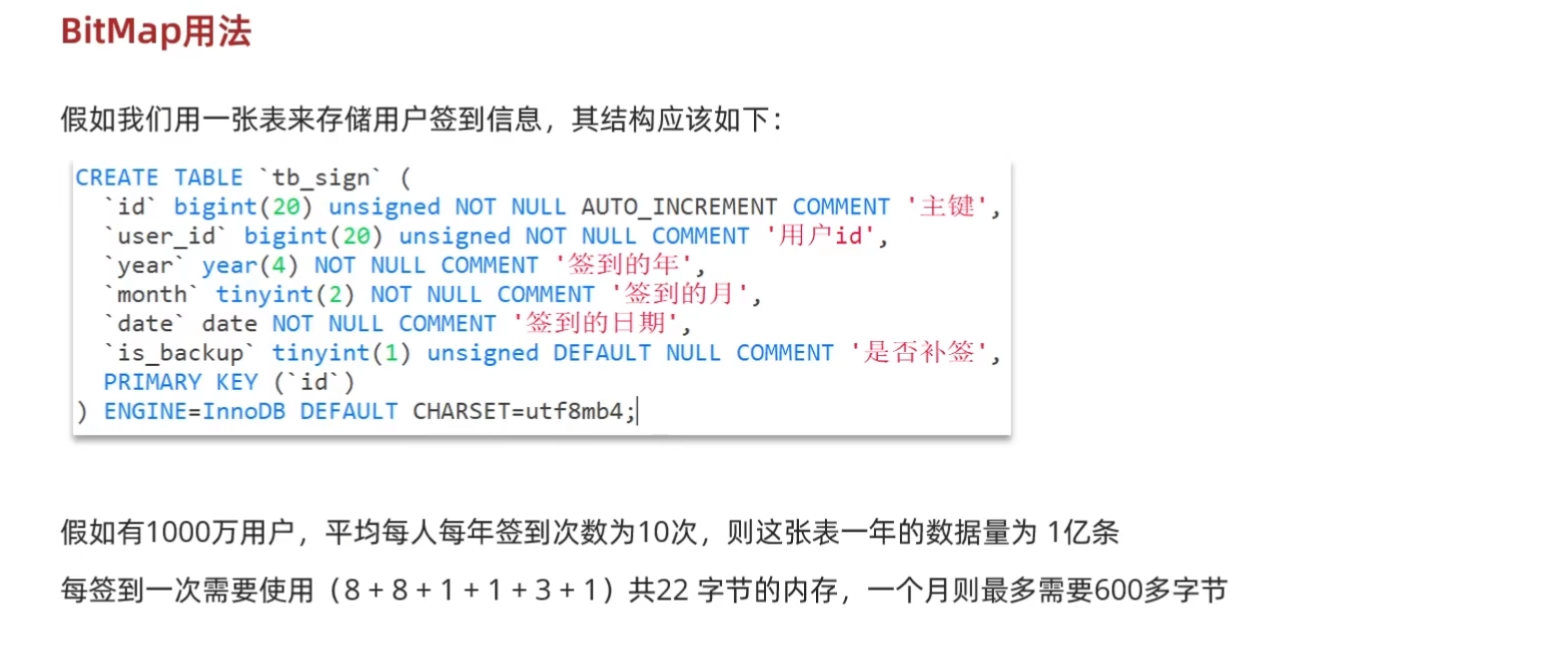 BitMap用法
假如我们用一张表来存储用户签到信息，其结构应该如下：
CREATE TABLE `tb_sign` (
  `id` bigint(20) unsigned NOT NULL AUTO_INCREMENT COMMENT '主键',
  `user_id` bigint(20) unsigned NOT NULL COMMENT '用户id',
  `year` year(4) NOT NULL COMMENT '签到的年',
  `month` tinyint(2) NOT NULL COMMENT '签到的月',
  `date` date NOT NULL COMMENT '签到的日期',
  `is_backup` tinyint(1) unsigned DEFAULT NULL COMMENT '是否补签',
  PRIMARY KEY (`id`)
) ENGINE=InnoDB DEFAULT CHARSET=utf8mb4;
假如有1000万用户，平均每人每年签到次数为10次，则这张表一年的数据量为 1亿条
每签到一次需要使用（8 + 8 + 1 + 1 + 3 + 1）共22 字节的内存，一个月则最多需要600多字节